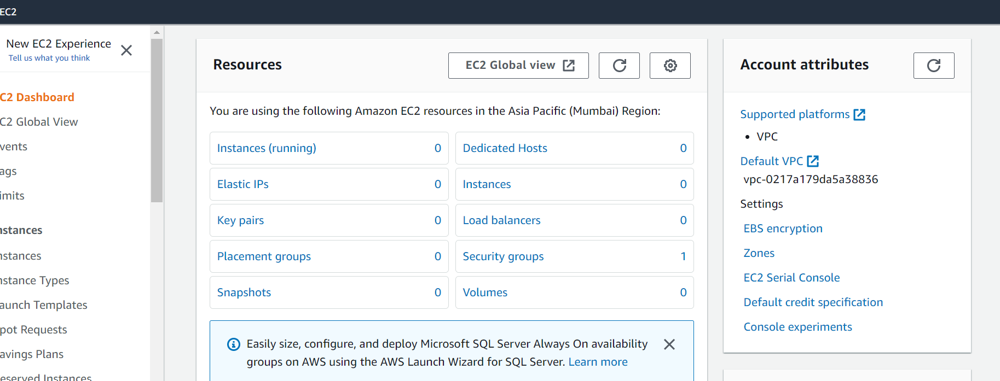 EC2
New EC2 Experience
Tell us what you think
C2 Dashboard
C2 Global View
vents
ags
imits
nstances
nstances
nstance Types
aunch Templates
pot Requests
avings Plans
eserved Instances
Resources
EC2 Global view
You are using the following Amazon EC2 resources in the Asia Pacific (Mumbai) Region:
Instances (running) 0
Dedicated Hosts 0
Elastic IPs 0
Instances 0
Key pairs 0
Load balancers 0
Placement groups 0
Security groups 1
Snapshots 0
Volumes 0
Easily size, configure, and deploy Microsoft SQL Server Always On availability
groups on AWS using the AWS Launch Wizard for SQL Server. Learn more
Account attributes
Supported platforms
• VPC
Default VPC
vpc-0217a179da5a38836
Settings
EBS encryption
Zones
EC2 Serial Console
Default credit specification
Console experiments